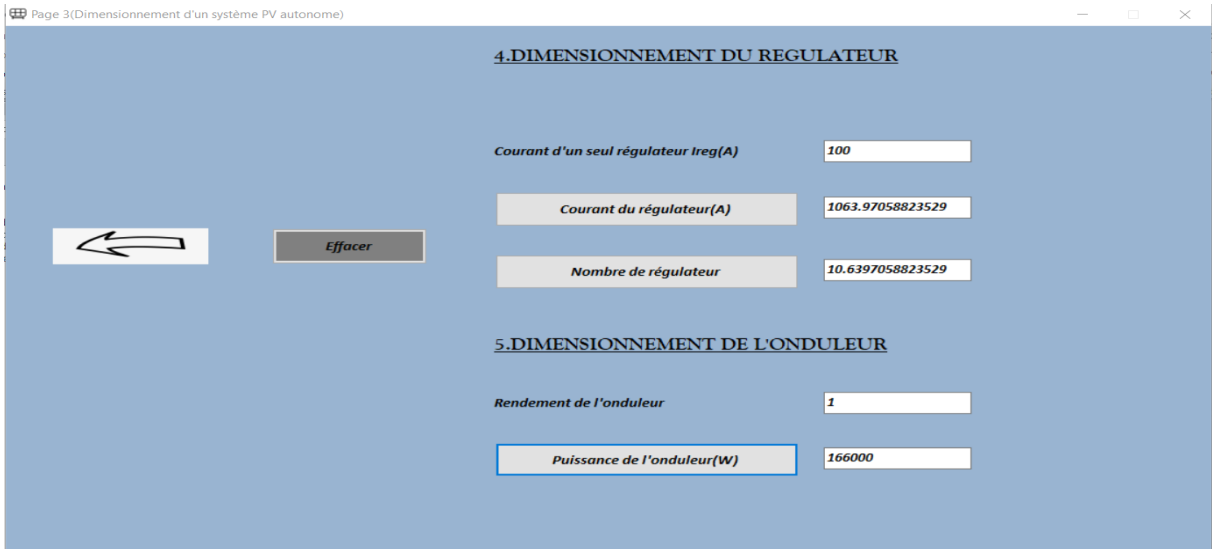 Page 3(Dimensionnement d'un système PV autonome)
4.DIMENSIONNEMENT DU REGULATEUR
Courant d'un seul régulateur Ireg(A) 100
Courant du régulateur(A) 1063.97058823529
Effacer
Nombre de régulateur 10.6397058823529
5.DIMENSIONNEMENT DE L'ONDULEUR
Rendement de l'onduleur 1
Puissance de l'onduleur(W) 166000